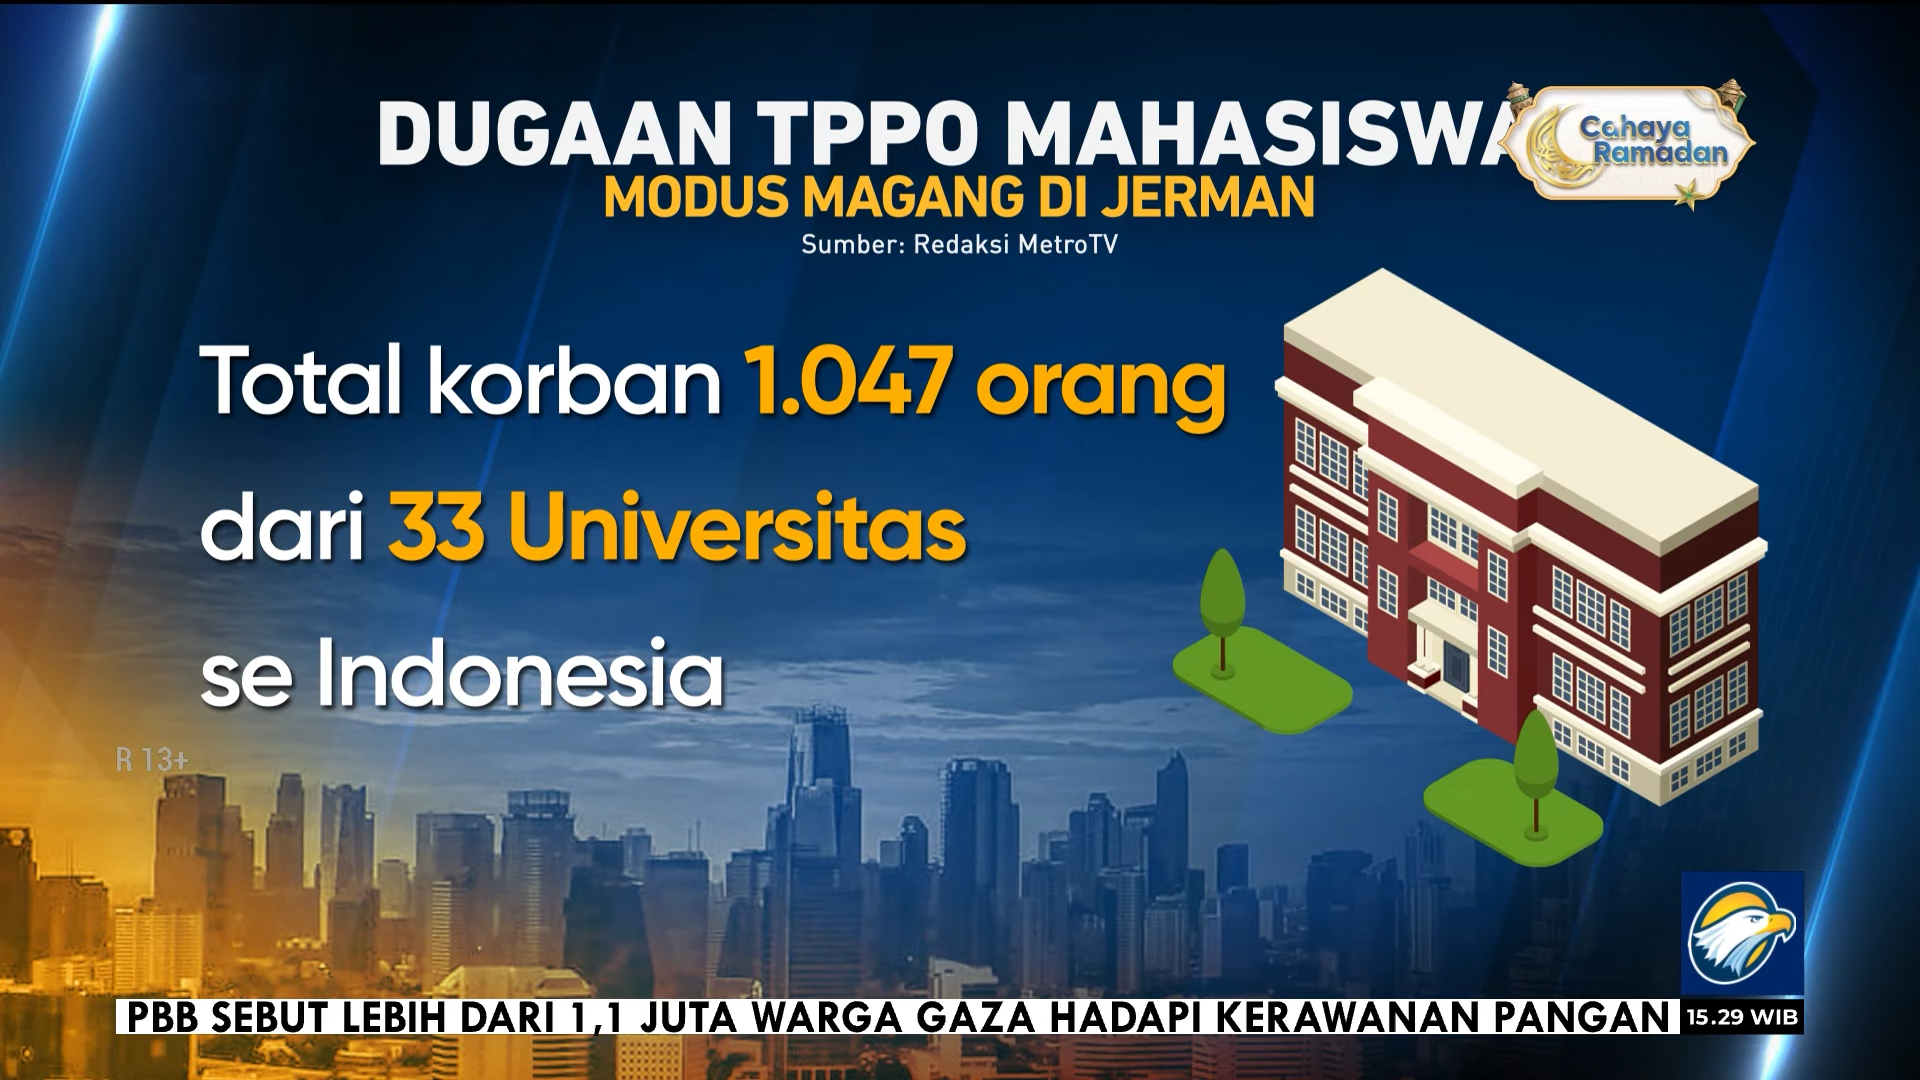 DUGAAN TPPO MAHASISWA
MODUS MAGANG DI JERMAN
Sumber: Redaksi MetroTV
Cahaya
Ramadan
Total korban 1.047 orang
dari 33 Universitas
se Indonesia
R 13+
PBB SEBUT LEBIH DARI 1,1 JUTA WARGA GAZA HADAPI KERAWANAN PANGAN
15.29 WIB